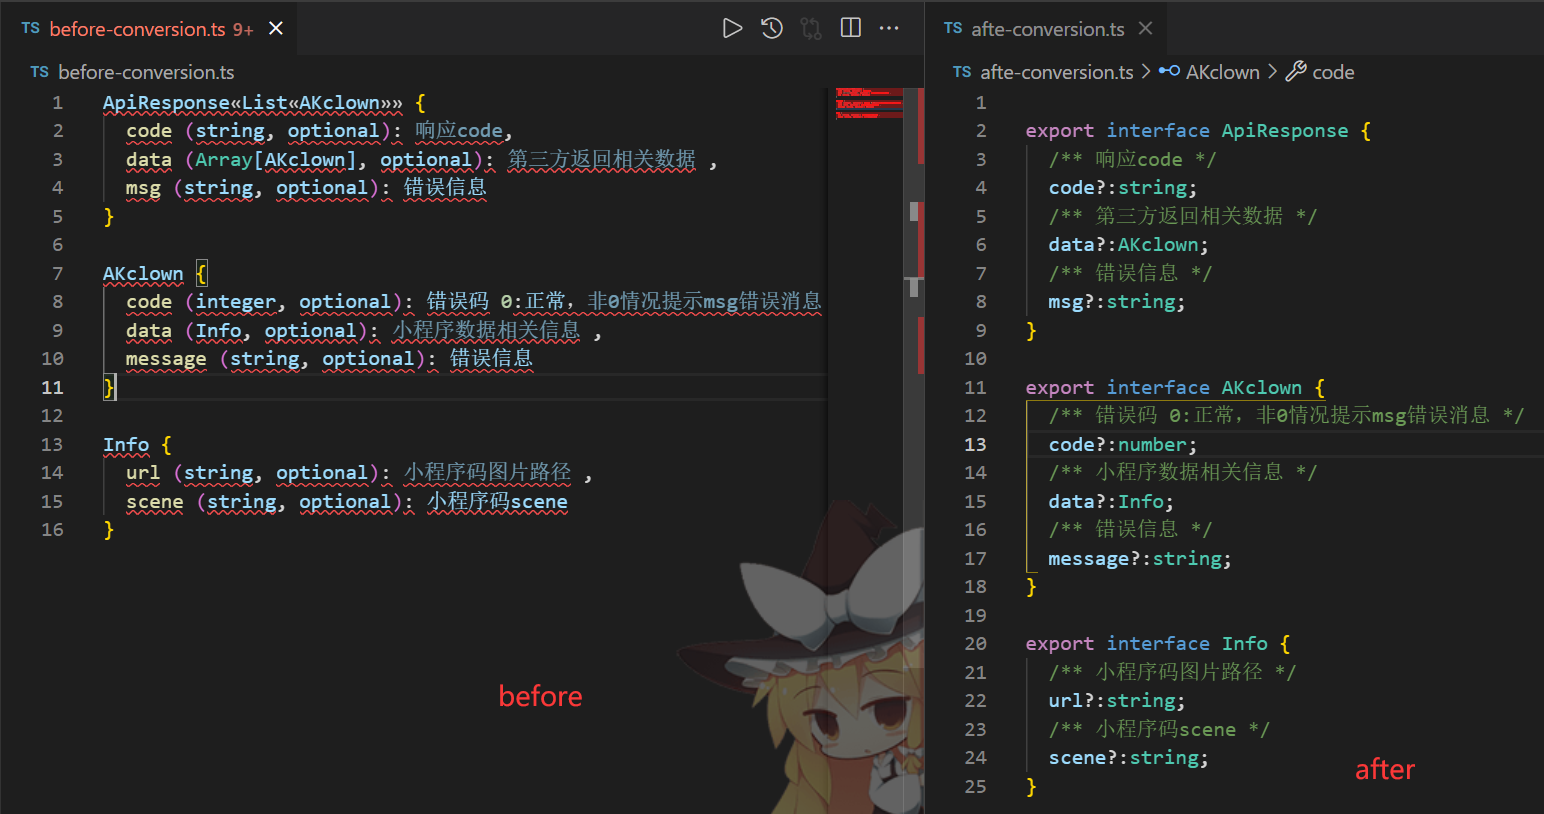 TS before-conversion.ts 9+
TS before-conversion.ts
1 ApiResponse«List«AKclown»» {
2 code (string, optional): 响应code,
3 data (Array[AKclown], optional): 第三方返回相关数据 ,
4 msg (string, optional): 错误信息
5 }
6
7 AKclown {
8 code (integer, optional): 错误码 0:正常，非0情况提示msg错误消息
9 data (Info, optional): 小程序数据相关信息 ,
10 message (string, optional): 错误信息
11 }
12
13 Info {
14 url (string, optional): 小程序码图片路径 ,
15 scene (string, optional): 小程序码scene
16 }
before
TS afte-conversion.ts
TS afte-conversion.ts > AKclown > code
1
2 export interface ApiResponse {
3 /** 响应code */
4 code?:string;
5 /** 第三方返回相关数据 */
6 data?:AKclown;
7 /** 错误信息 */
8 msg?:string;
9 }
10
11 export interface AKclown {
12 /** 错误码 0:正常，非0情况提示msg错误消息 */
13 code?:number;
14 /** 小程序数据相关信息 */
15 data?:Info;
16 /** 错误信息 */
17 message?:string;
18 }
19
20 export interface Info {
21 /** 小程序码图片路径 */
22 url?:string;
23 /** 小程序码scene */
24 scene?:string;
25 }
after